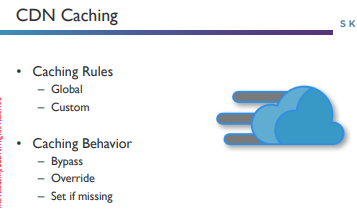 CDN Caching
S K
• Caching Rules
– Global
– Custom
• Caching Behavior
– Bypass
– Override
– Set if missing